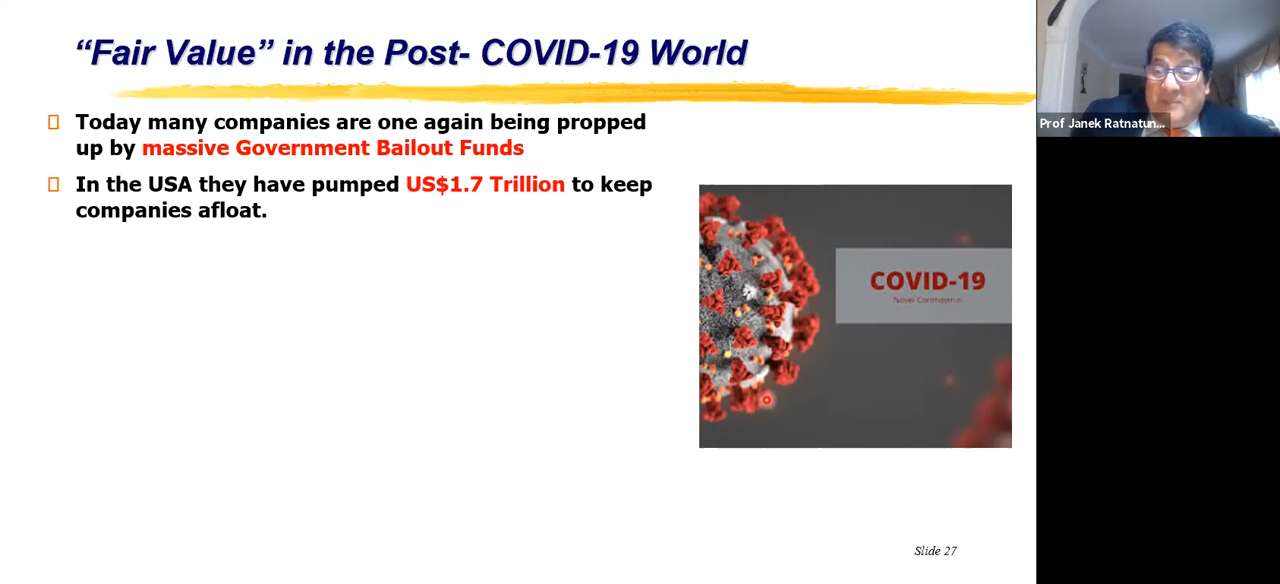 “Fair Value” in the Post- COVID-19 World
Today many companies are one again being propped
up by massive Government Bailout Funds
In the USA they have pumped US$1.7 Trillion to keep
companies afloat.
COVID-19
Novel Coronavirus
Slide 27
Prof Janek Ratnatun...